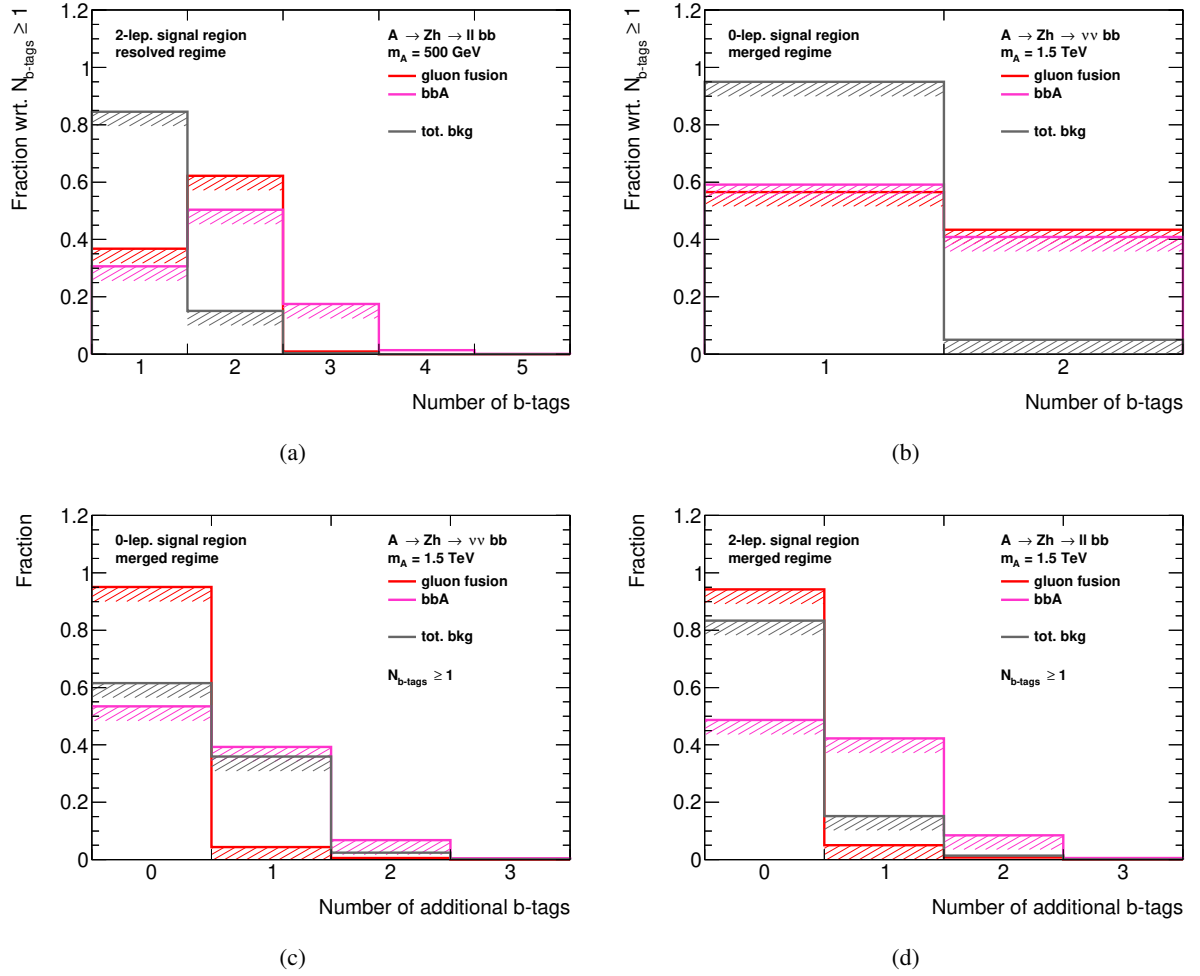 Fraction wrt. N_b-tags ≥ 1
1.2
1
0.8
0.6
0.4
0.2
0
2-lep. signal region
resolved regime
A → Zh → ll bb
m_A = 500 GeV
gluon fusion
bbA
tot. bkg
1 2 3 4 5
Number of b-tags
(a)
Fraction wrt. N_b-tags ≥ 1
1.2
1
0.8
0.6
0.4
0.2
0
0-lep. signal region
merged regime
A → Zh → νν bb
m_A = 1.5 TeV
gluon fusion
bbA
tot. bkg
1 2
Number of b-tags
(b)
Fraction
1.2
1
0.8
0.6
0.4
0.2
0
0-lep. signal region
merged regime
A → Zh → νν bb
m_A = 1.5 TeV
gluon fusion
bbA
tot. bkg
N_b-tags ≥ 1
0 1 2 3
Number of additional b-tags
(c)
Fraction
1.2
1
0.8
0.6
0.4
0.2
0
2-lep. signal region
merged regime
A → Zh → ll bb
m_A = 1.5 TeV
gluon fusion
bbA
tot. bkg
N_b-tags ≥ 1
0 1 2 3
Number of additional b-tags
(d)